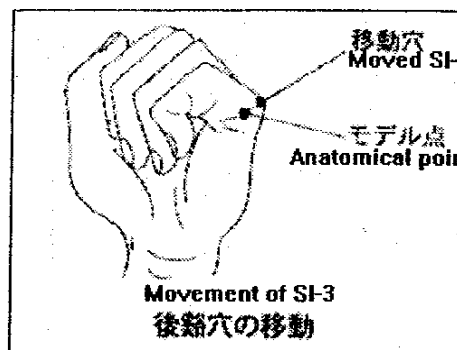 移動穴
Moved SI-
モデル点
Anatomical poin
Movement of SI-3
後谿穴の移動